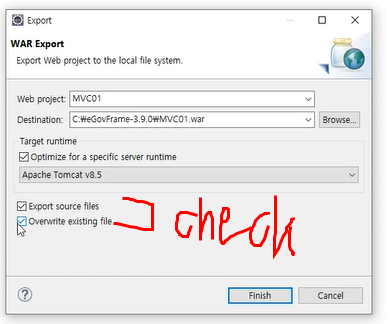 Export
WAR Export
Export Web project to the local file system.
Web project: MVC01
Destination: C:₩eGovFrame-3.9.0₩MVC01.war Browse...
Target runtime
Optimize for a specific server runtime
Apache Tomcat v8.5
Export source files
Overwrite existing file
check
? Finish Cancel